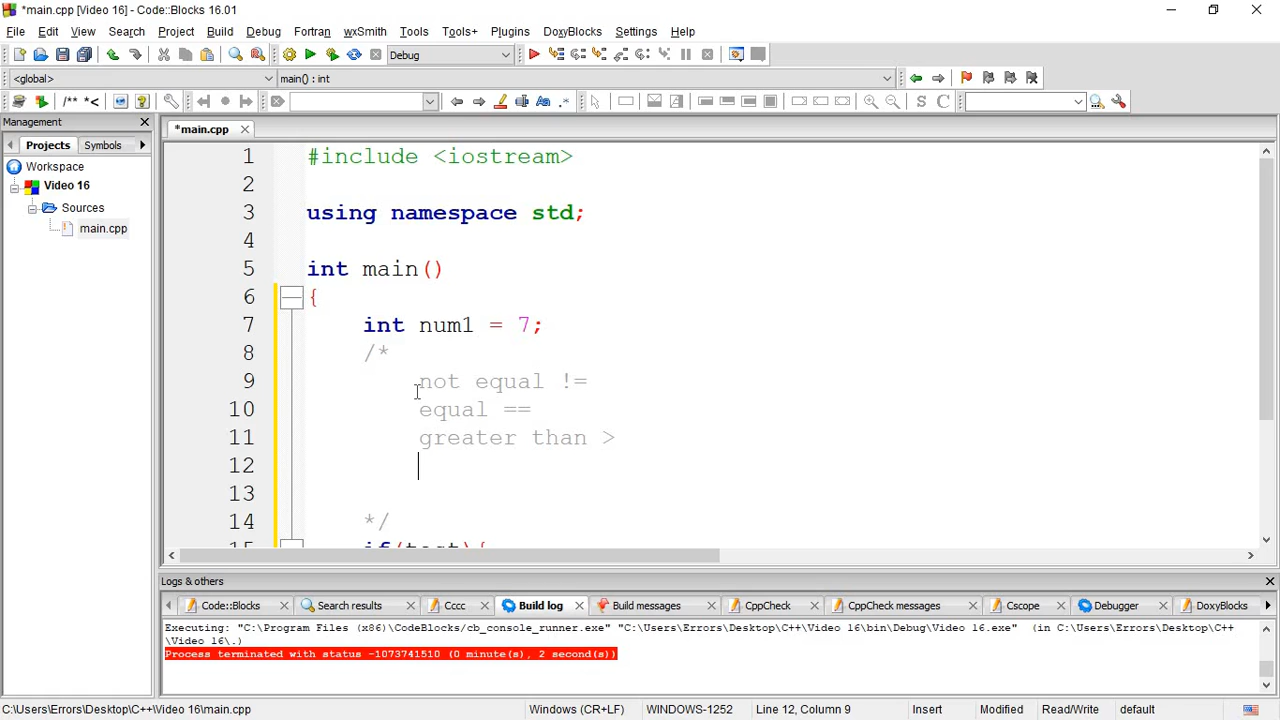 *main.cpp [Video 16] - Code::Blocks 16.01
File Edit View Search Project Build Debug Fortran wxSmith Tools Tools+ Plugins DoxyBlocks Settings Help
Debug
<global> main() : int
/** *< S C
Management
Projects Symbols
Workspace
Video 16
Sources
main.cpp
*main.cpp
1 #include <iostream>
2
3 using namespace std;
4
5 int main()
6 {
7 int num1 = 7;
8 /*
9 not equal !=
10 equal ==
11 greater than >
12
13
14 */
15 if(test){
Logs & others
Code::Blocks Search results Cccc Build log Build messages CppCheck CppCheck messages Cscope Debugger DoxyBlocks
Executing: "C:\Program Files (x86)\CodeBlocks/cb_console_runner.exe" "C:\Users\Errors\Desktop\C++\Video 16\bin\Debug\Video 16.exe" (in C:\Users\Errors\Desktop\C++
\Video 16\.)
Process terminated with status -1073741510 (0 minute(s), 2 second(s))
C:\Users\Errors\Desktop\C++\Video 16\main.cpp Windows (CR+LF) WINDOWS-1252 Line 12, Column 9 Insert Modified Read/Write default